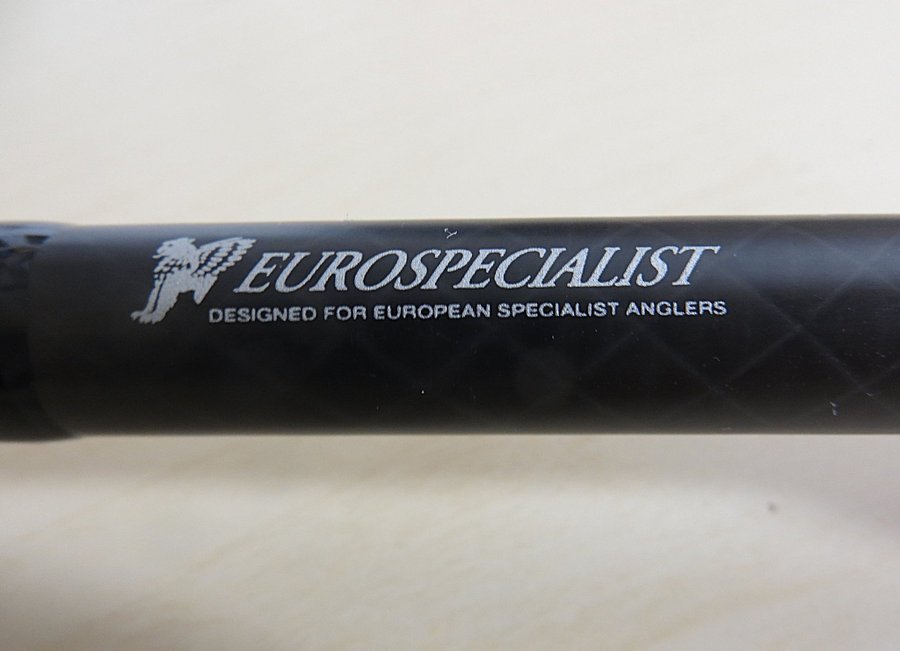 EUROSPECIALIST
DESIGNED FOR EUROPEAN SPECIALIST ANGLERS